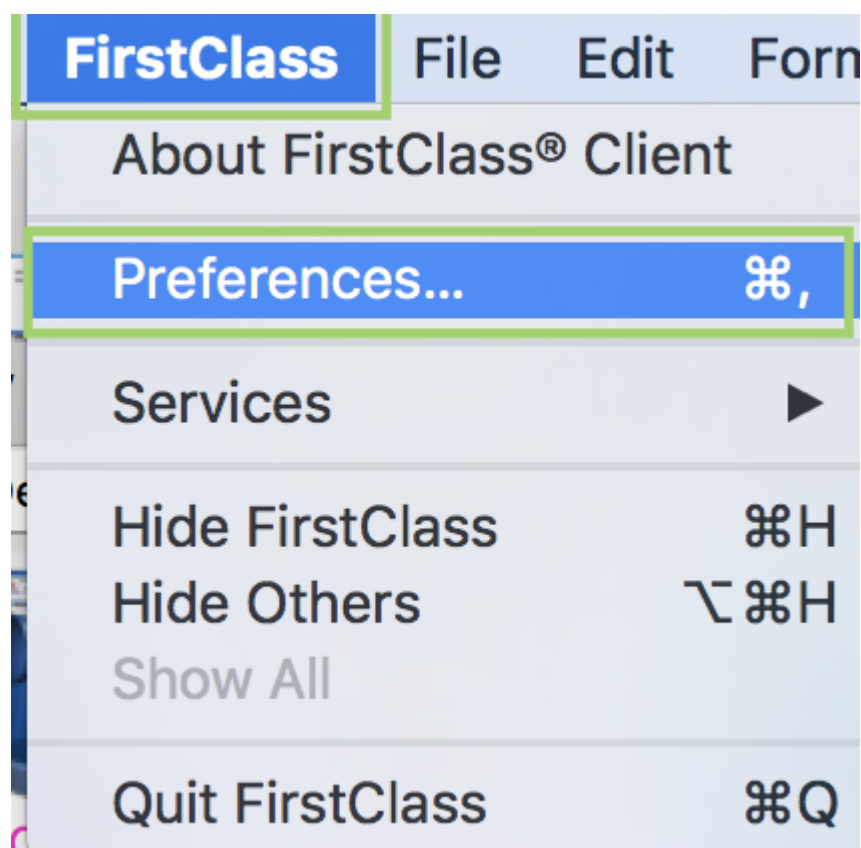 FirstClass File Edit
About FirstClass® Client
Preferences... ⌘,
Services ▶
Hide FirstClass ⌘H
Hide Others ⌥⌘H
Show All
Quit FirstClass ⌘Q